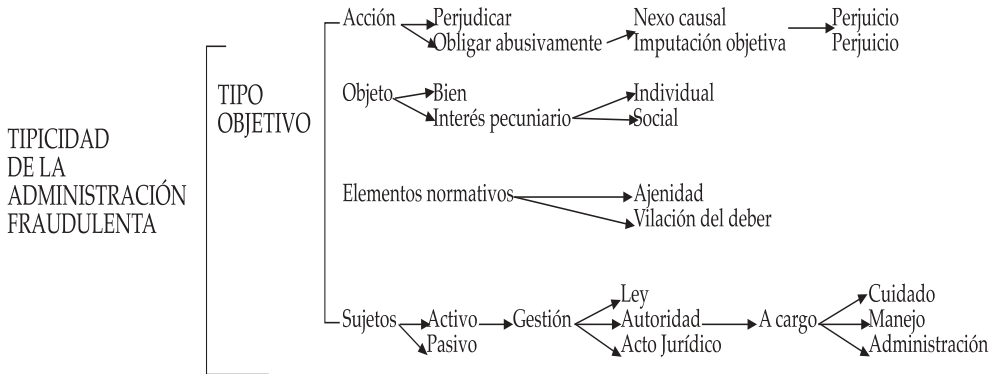 TIPICIDAD
DE LA
ADMINISTRACIÓN
FRAUDULENTA
TIPO
OBJETIVO
Acción
Perjudicar
Obligar abusivamente
Nexo causal
Imputación objetiva
Perjuicio
Perjuicio
Objeto
Bien
Interés pecuniario
Individual
Social
Elementos normativos
Ajenidad
Vilación del deber
Sujetos
Activo
Pasivo
Gestión
Ley
Autoridad
Acto Jurídico
A cargo
Cuidado
Manejo
Administración